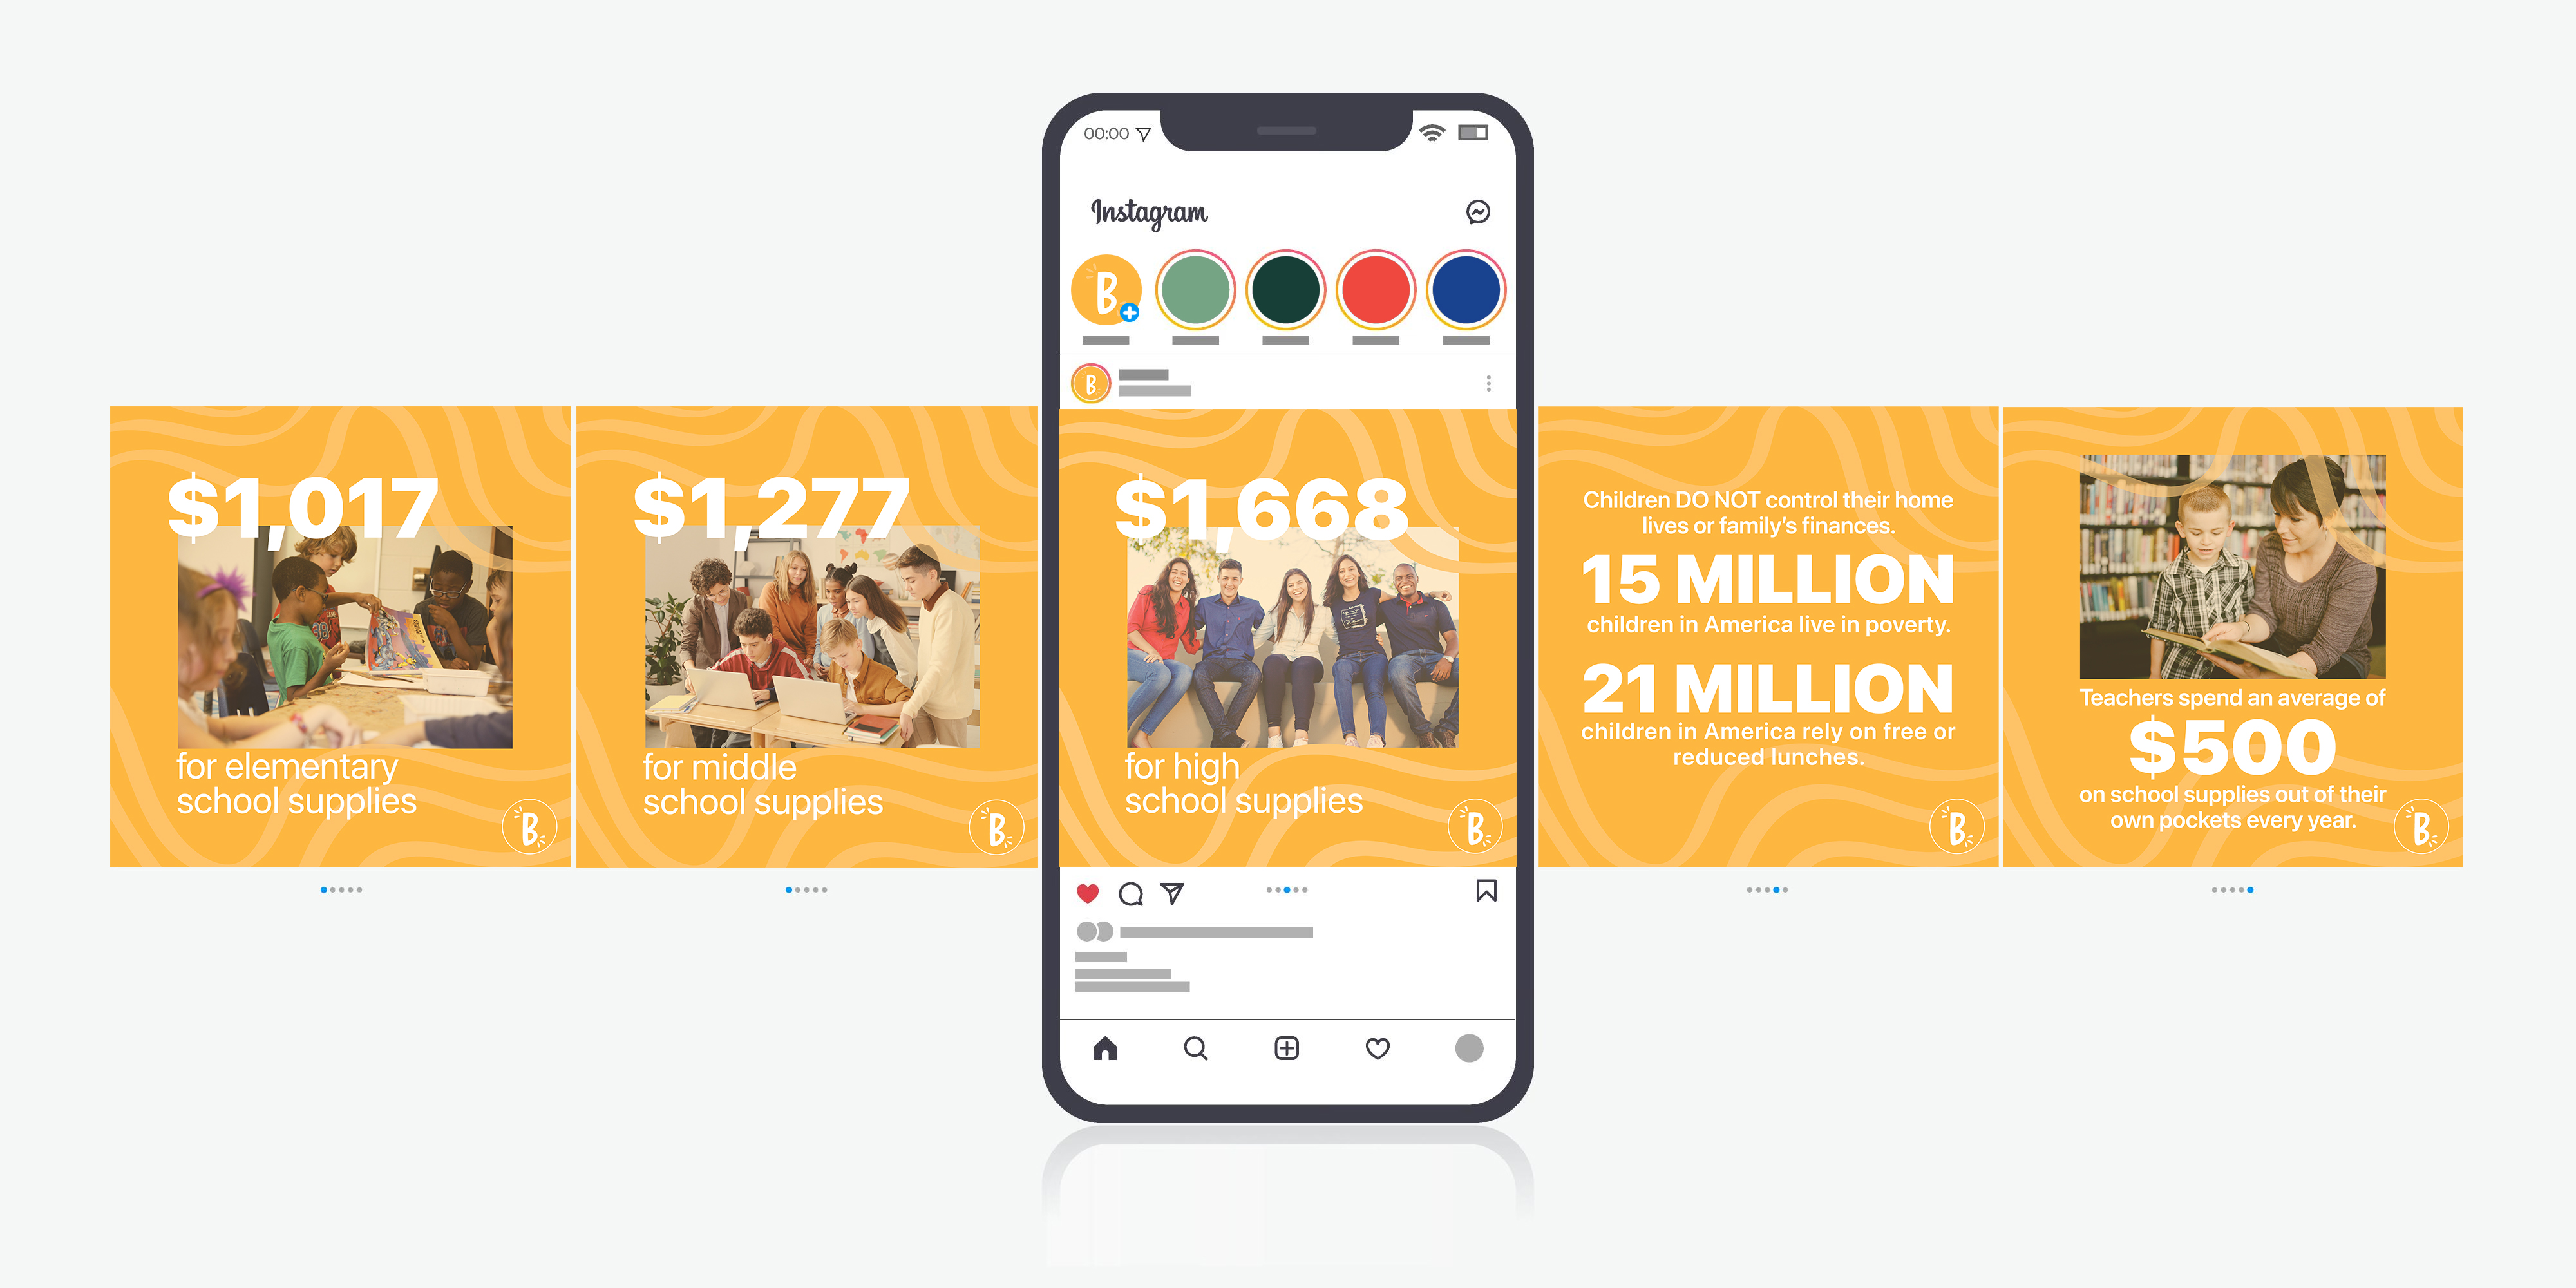 00:00
Instagram
B
B
$1,017
for elementary
school supplies
B
$1,277
for middle
school supplies
B
$1,668
for high
school supplies
B
Children DO NOT control their home
lives or family's finances.
15 MILLION
children in America live in poverty.
21 MILLION
children in America rely on free or
reduced lunches.
B
Teachers spend an average of
$500
on school supplies out of their
own pockets every year.
B